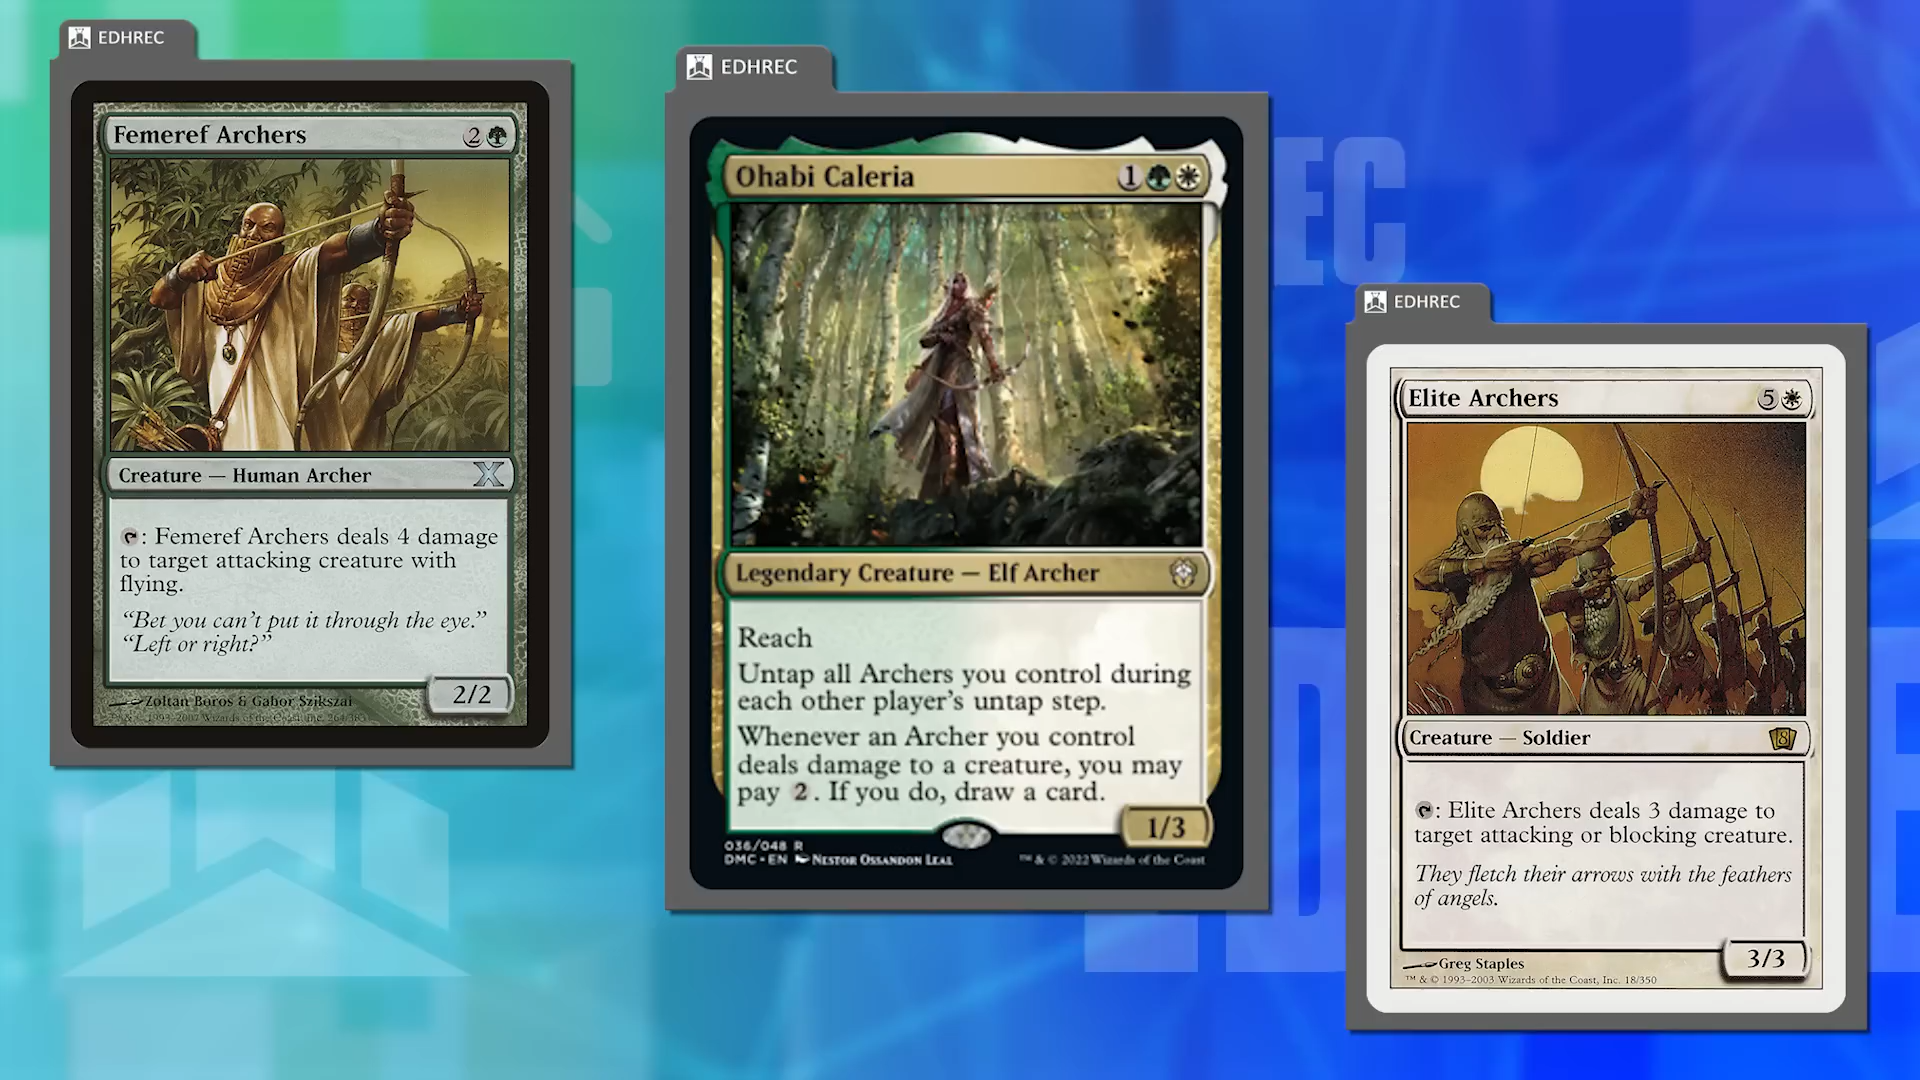 EDHREC
Femeref Archers
2
Creature — Human Archer
: Femeref Archers deals 4 damage
to target attacking creature with
flying.
“Bet you can’t put it through the eye.”
“Left or right?”
Zoltan Boros & Gabor Szikszai
2/2
EDHREC
Ohabi Caleria
1
Legendary Creature — Elf Archer
Reach
Untap all Archers you control during
each other player’s untap step.
Whenever an Archer you control
deals damage to a creature, you may
pay 2. If you do, draw a card.
1/3
036/048 R
DMC • EN Nestor Ossandon Leal
™ & © 2022 Wizards of the Coast
EDHREC
Elite Archers
5
Creature — Soldier
8
: Elite Archers deals 3 damage to
target attacking or blocking creature.
They fletch their arrows with the feathers
of angels.
3/3
Greg Staples
™ & © 1993–2003 Wizards of the Coast, Inc. 18/350